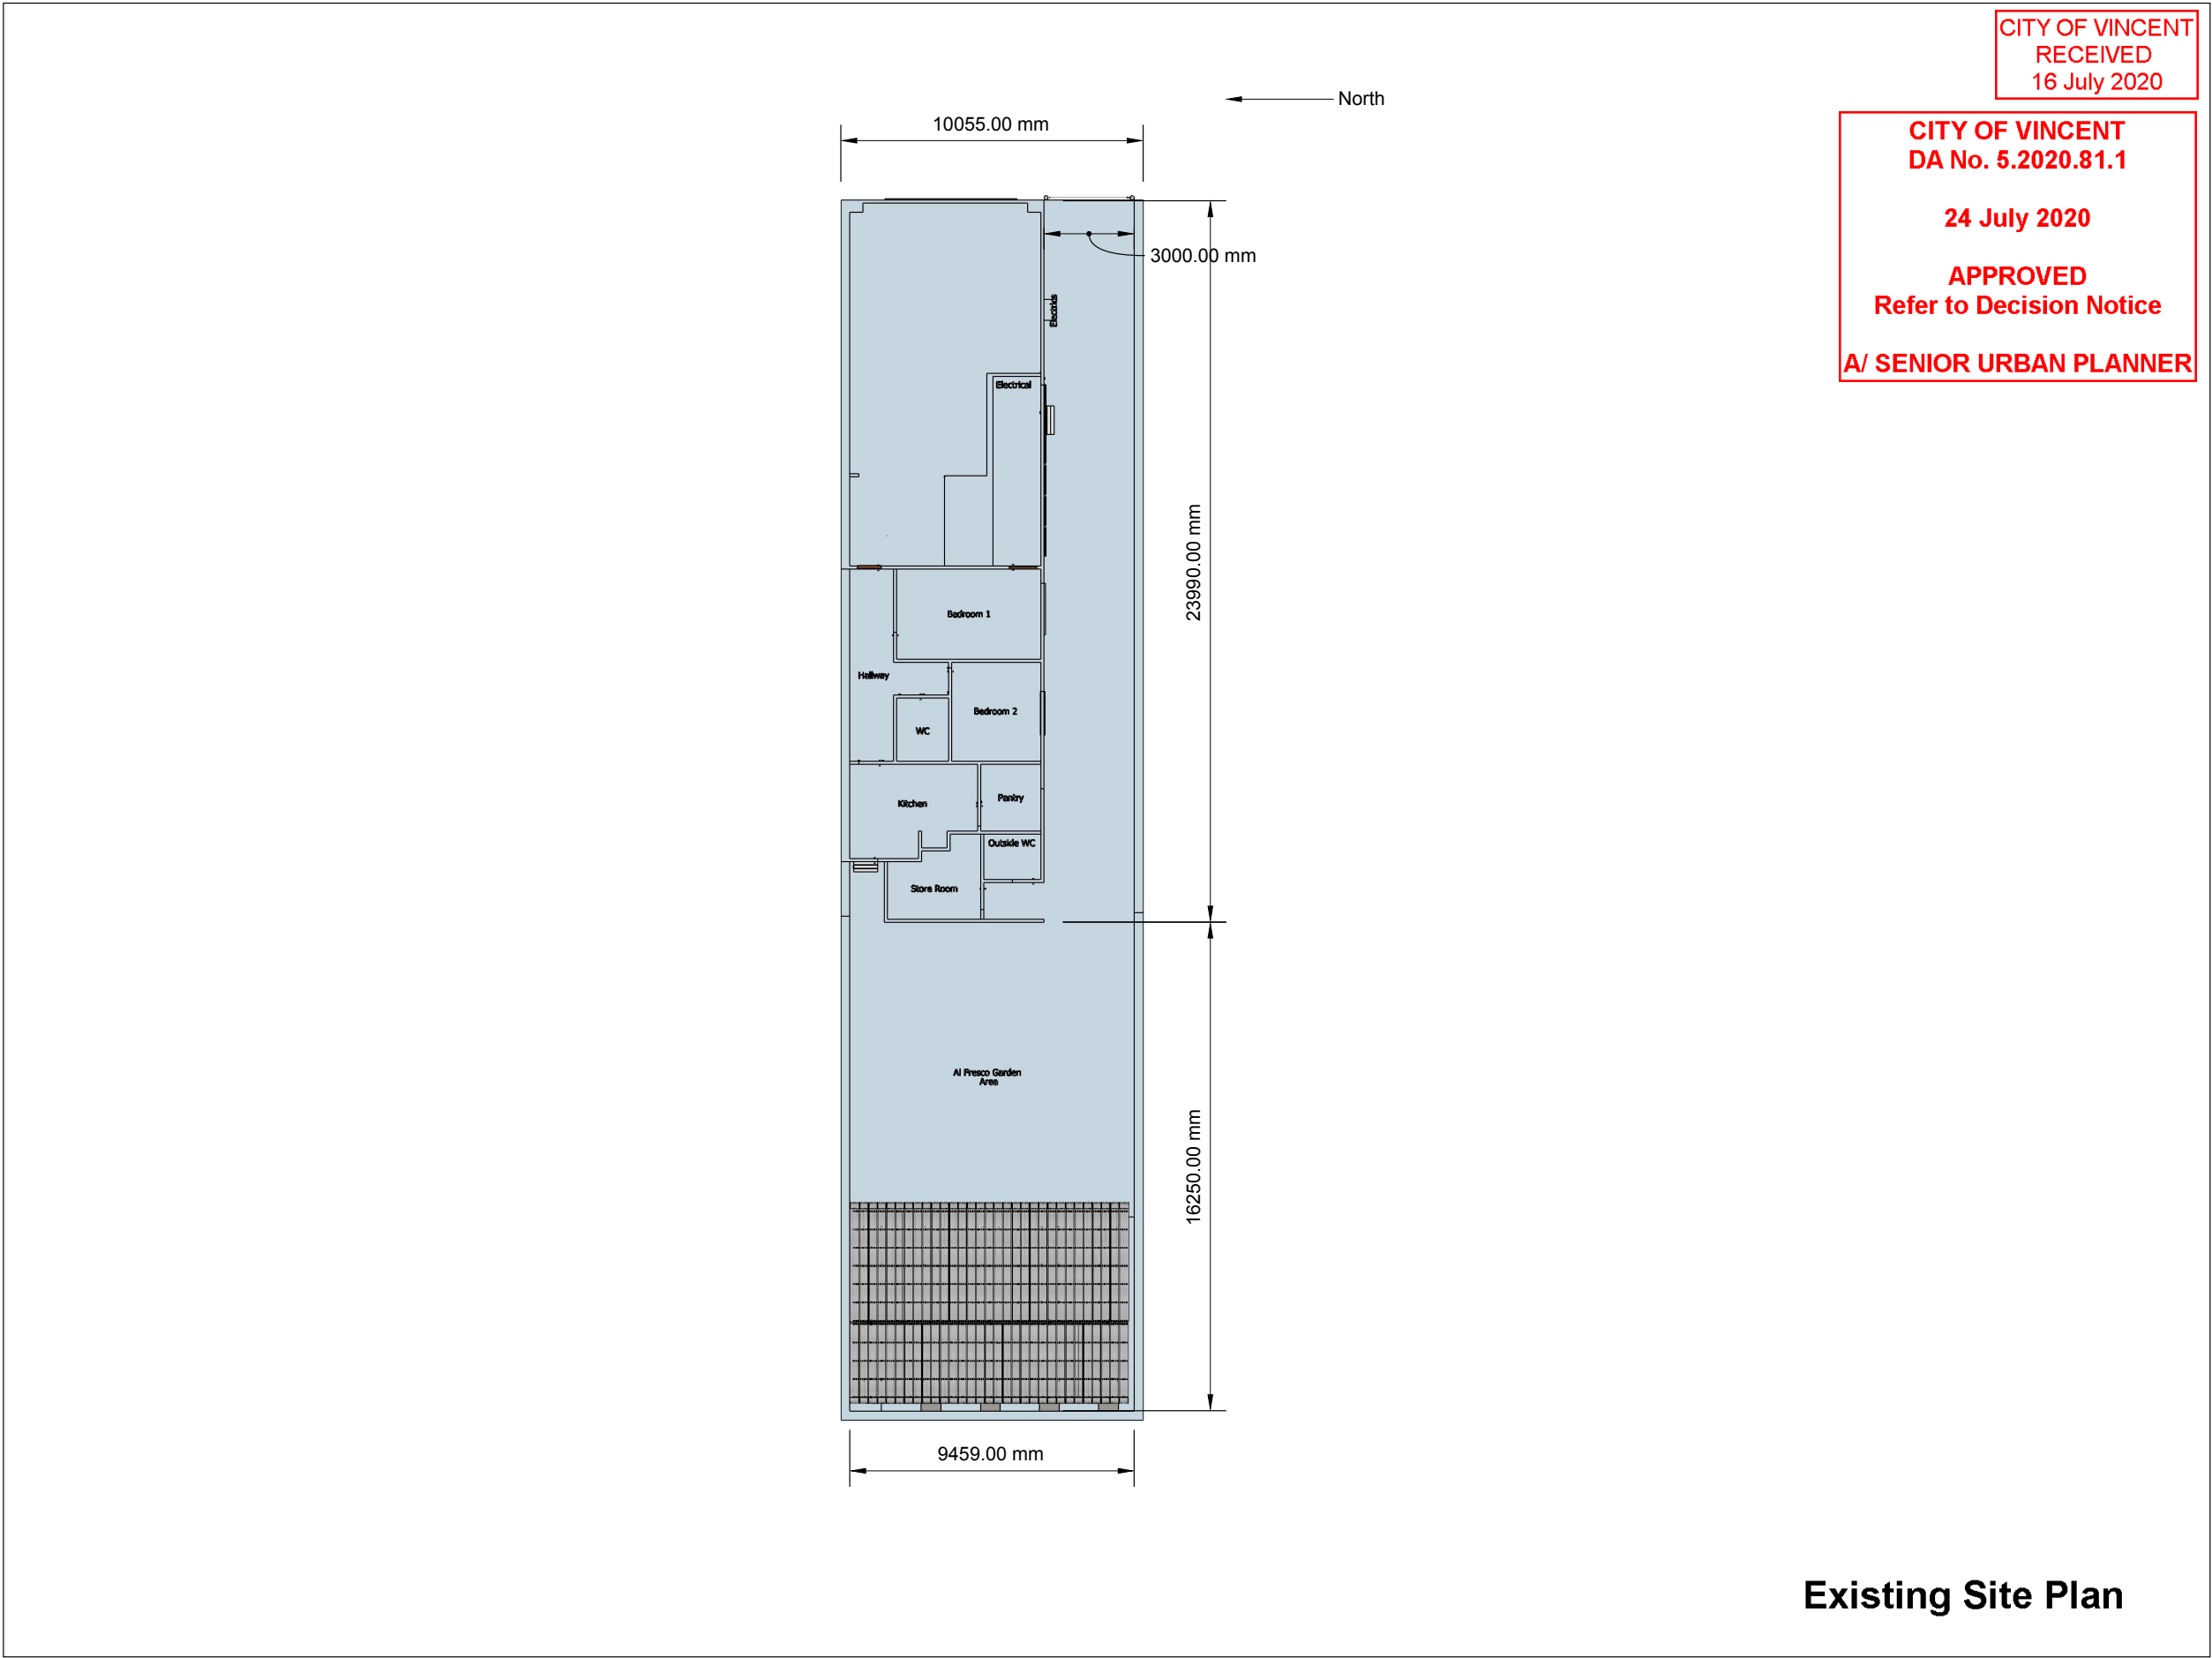 CITY OF VINCENT
RECEIVED
16 July 2020
CITY OF VINCENT
DA No. 5.2020.81.1
24 July 2020
APPROVED
Refer to Decision Notice
A/ SENIOR URBAN PLANNER
North
10055.00 mm
3000.00 mm
Electrics
Electrical
23990.00 mm
Bedroom 1
Hallway
Bedroom 2
WC
Kitchen
Pantry
Outside WC
Store Room
Al Fresco Garden
Area
16250.00 mm
9459.00 mm
Existing Site Plan